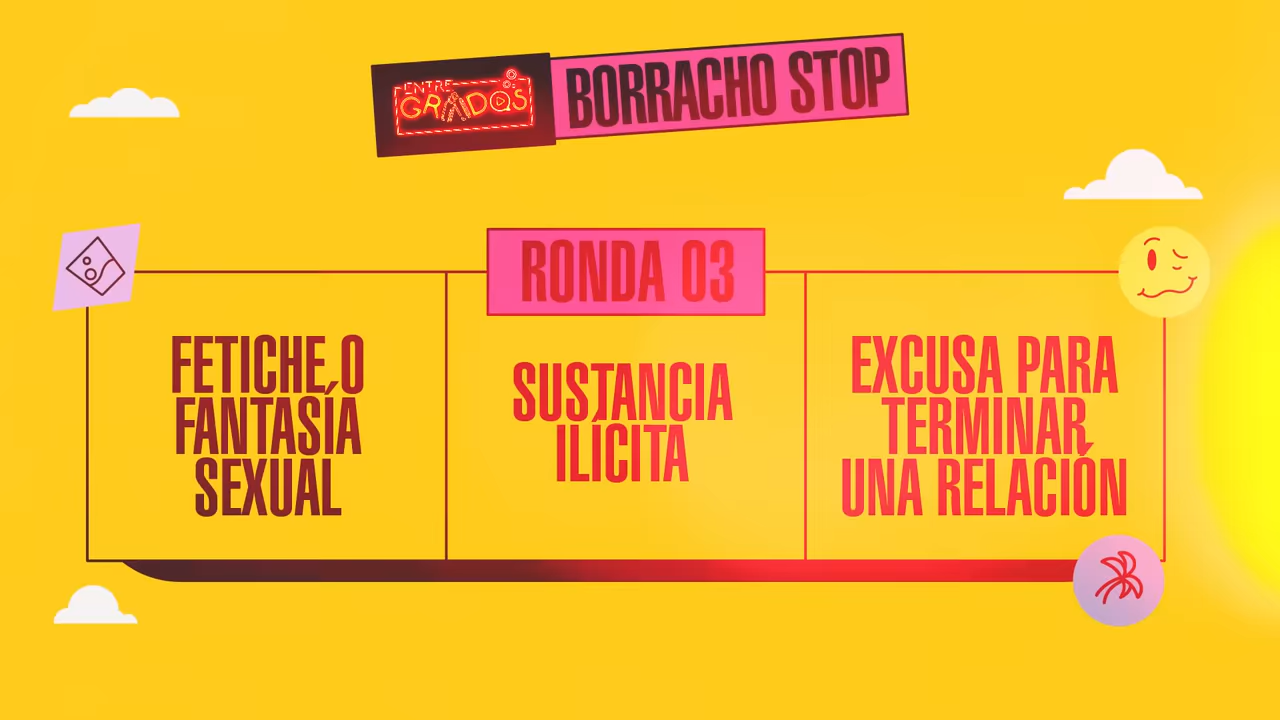 ENTRE
GRADOS
BORRACHO STOP
RONDA 03
FETICHE O
FANTASÍA
SEXUAL
SUSTANCIA
ILÍCITA
EXCUSA PARA
TERMINAR
UNA RELACIÓN